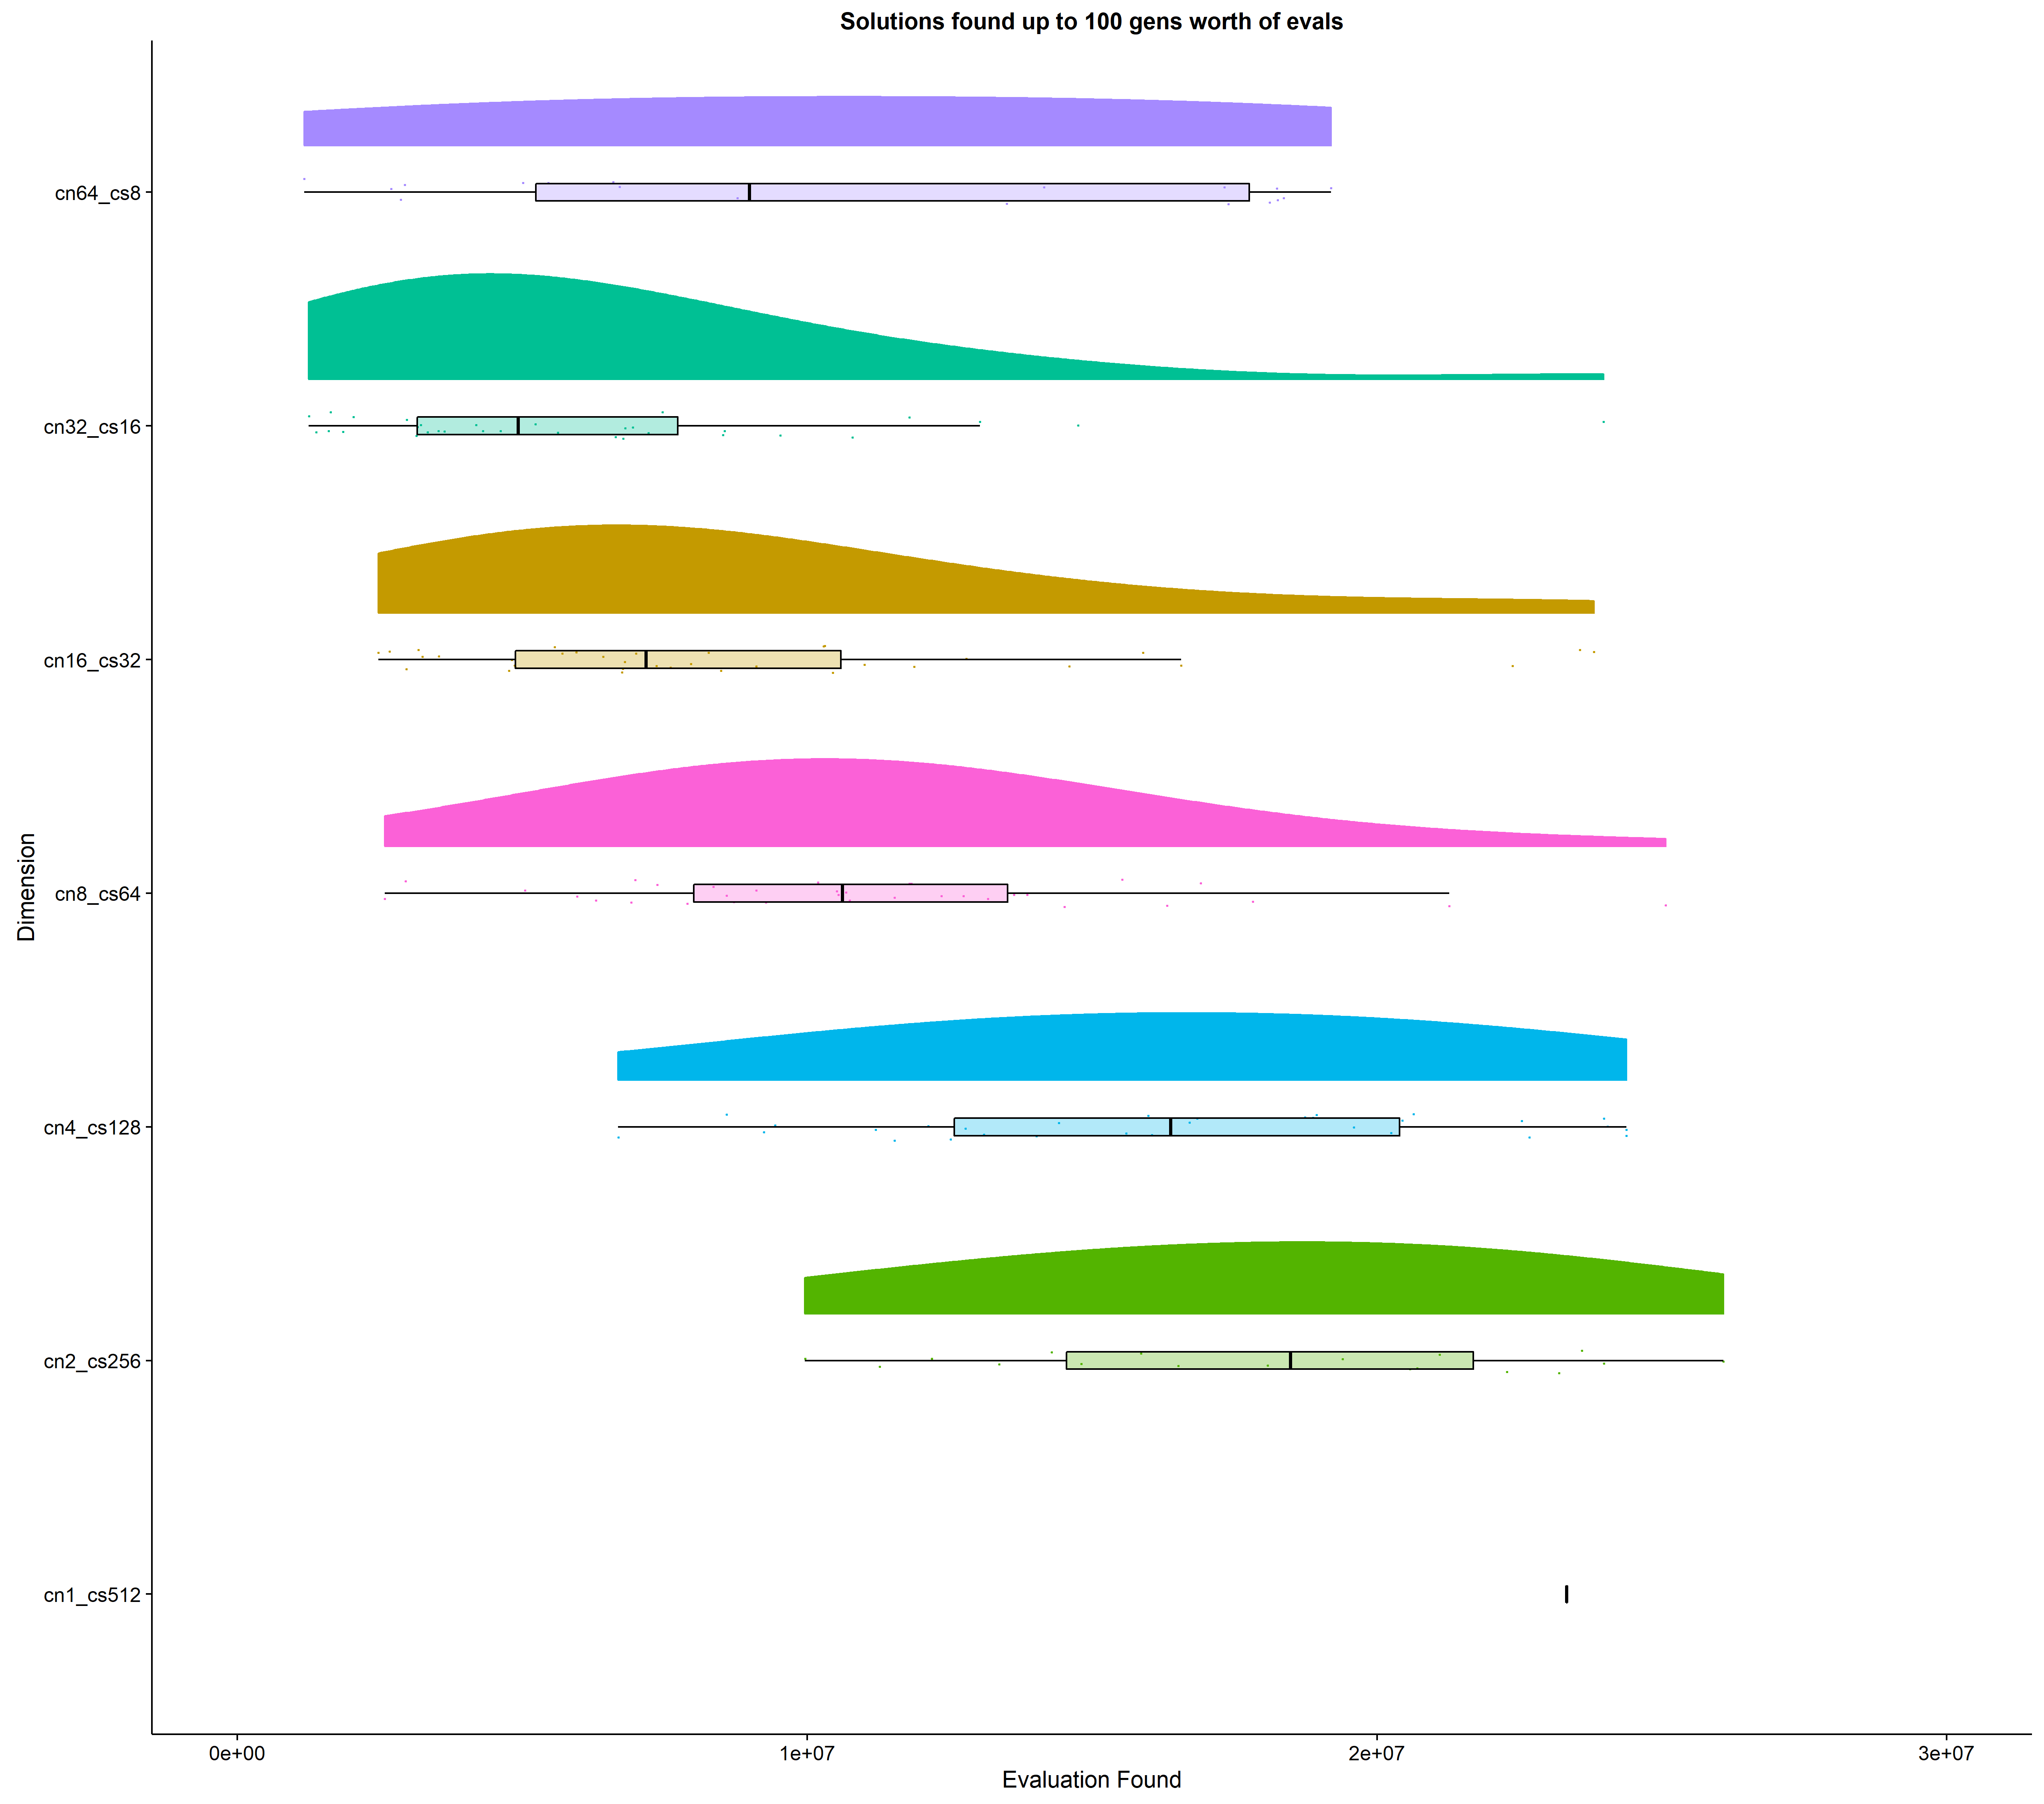 Solutions found up to 100 gens worth of evals
Dimension
cn64_cs8
cn32_cs16
cn16_cs32
cn8_cs64
cn4_cs128
cn2_cs256
cn1_cs512
0e+00
1e+07
2e+07
3e+07
Evaluation Found